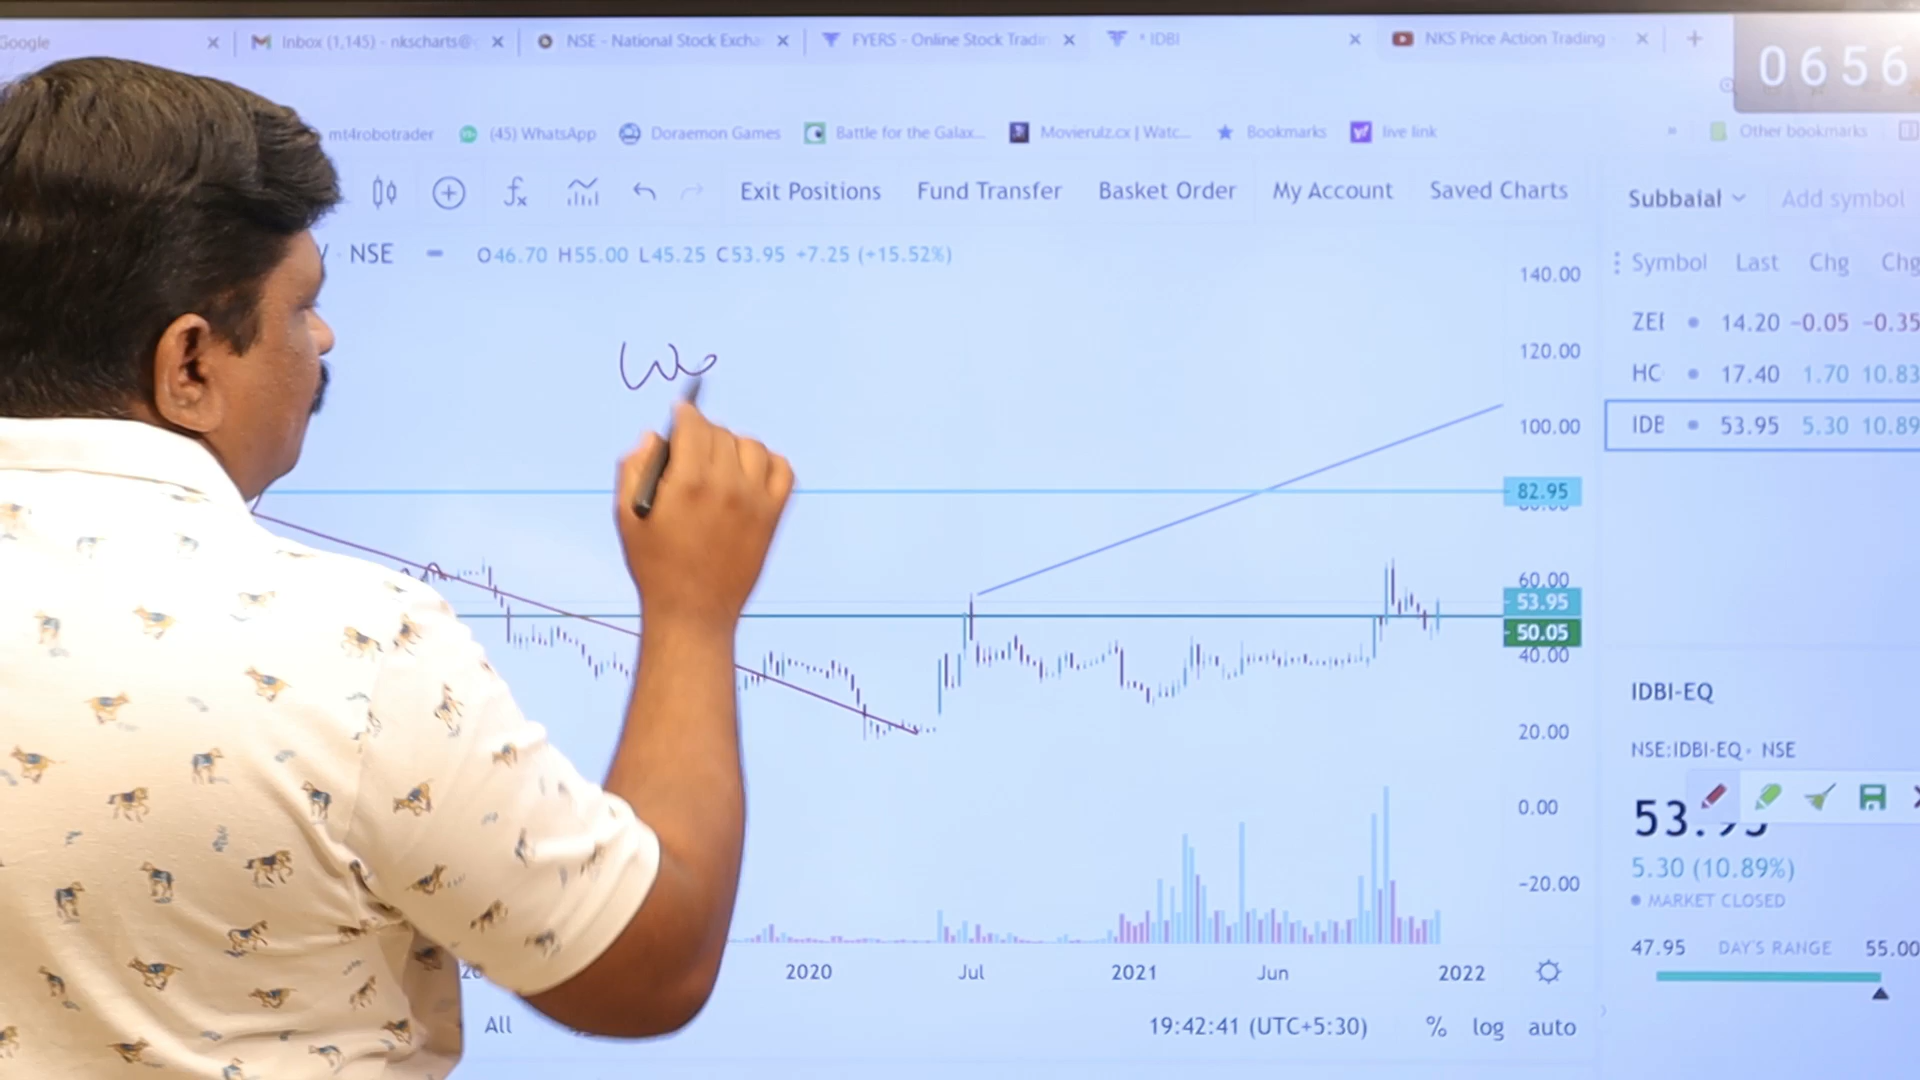 Google
Inbox (1,145) - nkscharts@
NSE - National Stock Excha
FYERS - Online Stock Tradin
* IDBI
NKS Price Action Trading
0656
mt4robotrader
(45) WhatsApp
Doraemon Games
Battle for the Galax...
Movierulz.cx | Watc...
Bookmarks
live link
»
Other bookmarks
Exit Positions
Fund Transfer
Basket Order
My Account
Saved Charts
Subbaial
Add symbol
NSE
O46.70 H55.00 L45.25 C53.95 +7.25 (+15.52%)
Symbol Last Chg Chg
140.00
120.00
100.00
82.95
80.00
60.00
53.95
50.05
40.00
20.00
0.00
-20.00
ZEE 14.20 -0.05 -0.35
HC 17.40 1.70 10.83
IDB 53.95 5.30 10.89
IDBI-EQ
NSE:IDBI-EQ - NSE
53.95
5.30 (10.89%)
MARKET CLOSED
47.95 DAY'S RANGE 55.00
20
2020
Jul
2021
Jun
2022
All
19:42:41 (UTC+5:30)
%
log
auto